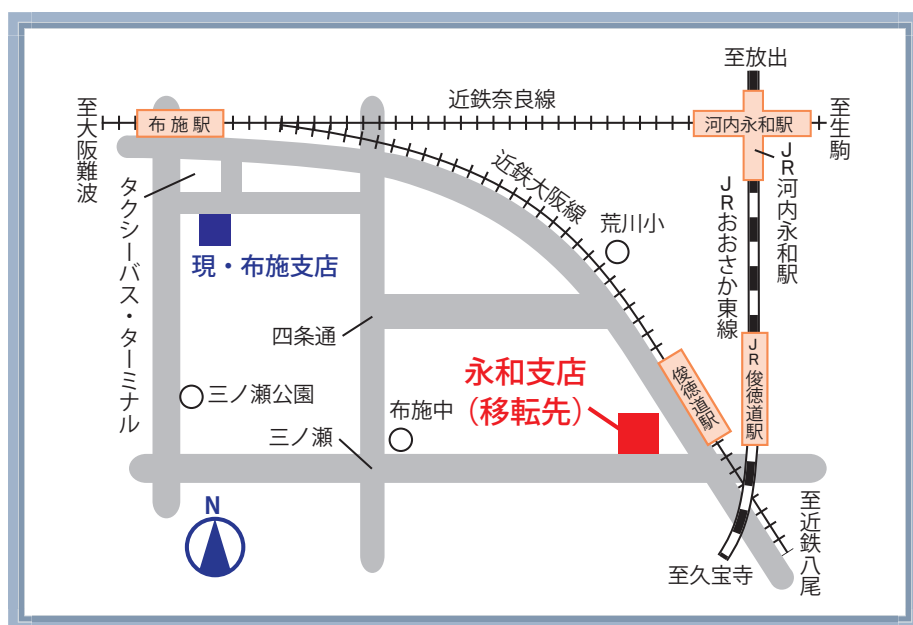 至放出
近鉄奈良線
至大阪難波
布施駅
河内永和駅
至生駒
JR河内永和駅
近鉄大阪線
荒川小
JRおおさか東線
タクシーバス・ターミナル
現・布施支店
四条通
永和支店
(移転先)
俊徳道駅
JR俊徳道駅
三ノ瀬公園
布施中
三ノ瀬
N
至久宝寺
至近鉄八尾